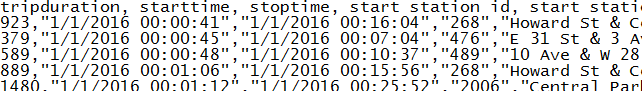 tripduration, starttime, stoptime, start station id, start stati
923,"1/1/2016 00:00:41","1/1/2016 00:16:04","268","Howard St & C
379,"1/1/2016 00:00:45","1/1/2016 00:07:04","476","E 31 St & 3 A
589,"1/1/2016 00:00:48","1/1/2016 00:10:37","489","10 Ave & W 28
889,"1/1/2016 00:01:06","1/1/2016 00:15:56","268","Howard St & C
1480,"1/1/2016 00:01:12","1/1/2016 00:25:52","2006","Central Park